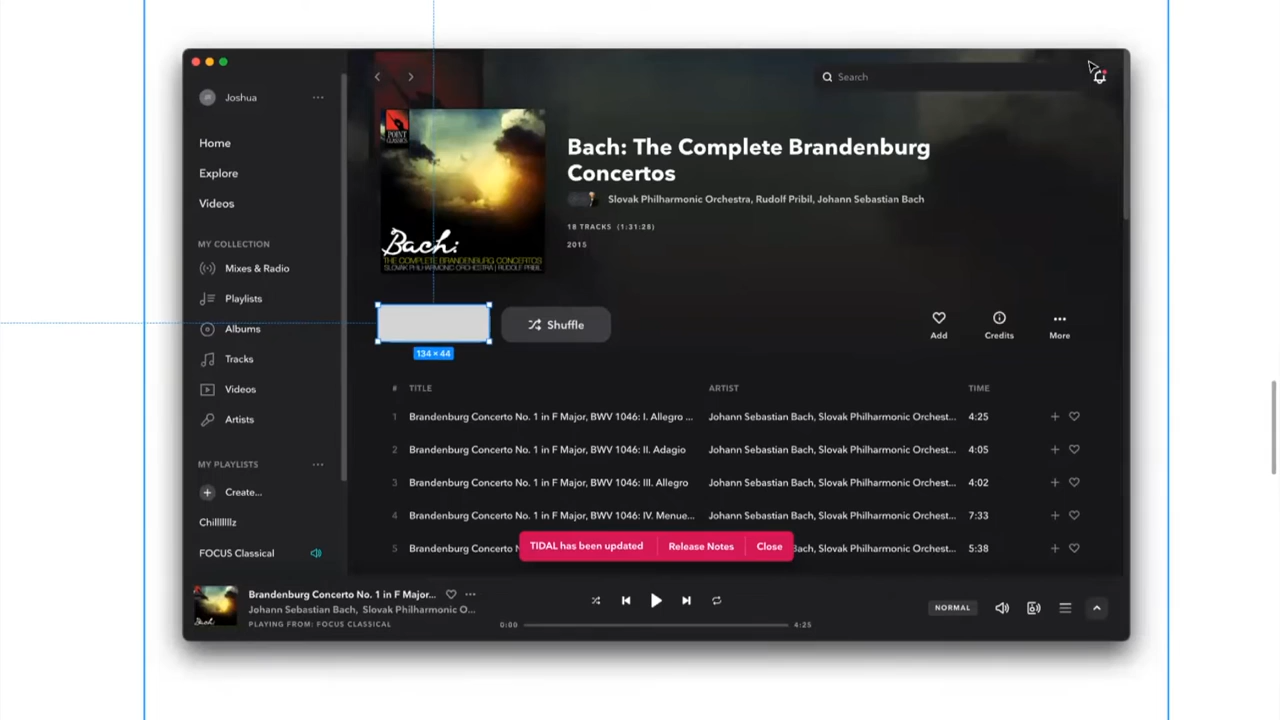 Joshua
Search
Home
Explore
Videos
MY COLLECTION
Mixes & Radio
Playlists
Albums
Tracks
Videos
Artists
MY PLAYLISTS
Create...
Chillllllllz
FOCUS Classical
POINT
CLASSICS
Bach:
THE COMPLETE BRANDENBURG CONCERTOS
SLOVAK PHILHARMONIC ORCHESTRA | RUDOLF PRIBIL
Bach: The Complete Brandenburg
Concertos
Slovak Philharmonic Orchestra, Rudolf Pribil, Johann Sebastian Bach
18 TRACKS (1:31:28)
2015
134 × 44
Shuffle
Add
Credits
More
# TITLE ARTIST TIME
1 Brandenburg Concerto No. 1 in F Major, BWV 1046: I. Allegro ... Johann Sebastian Bach, Slovak Philharmonic Orchest... 4:25
2 Brandenburg Concerto No. 1 in F Major, BWV 1046: II. Adagio Johann Sebastian Bach, Slovak Philharmonic Orchest... 4:05
3 Brandenburg Concerto No. 1 in F Major, BWV 1046: III. Allegro Johann Sebastian Bach, Slovak Philharmonic Orchest... 4:02
4 Brandenburg Concerto No. 1 in F Major, BWV 1046: IV. Menue... Johann Sebastian Bach, Slovak Philharmonic Orchest... 7:33
5 Brandenburg Concerto Bach, Slovak Philharmonic Orchest... 5:38
TIDAL has been updated Release Notes Close
Brandenburg Concerto No. 1 in F Major...
Johann Sebastian Bach, Slovak Philharmonic O...
PLAYING FROM: FOCUS CLASSICAL
0:00 4:25
NORMAL